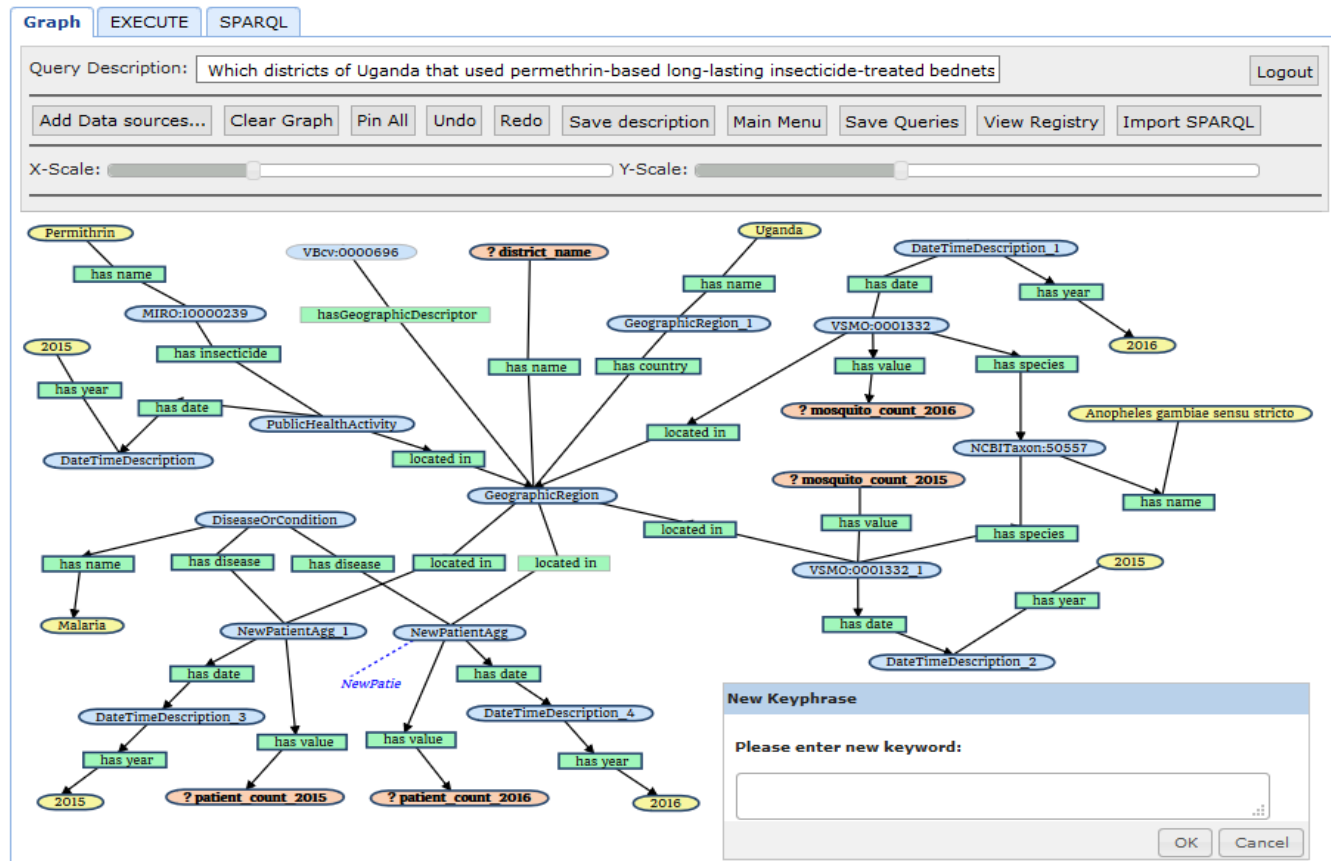 Graph EXECUTE SPARQL
Query Description: Which districts of Uganda that used permethrin-based long-lasting insecticide-treated bednets Logout
Add Data sources... Clear Graph Pin All Undo Redo Save description Main Menu Save Queries View Registry Import SPARQL
X-Scale: Y-Scale:
Permithrin
VBcv:0000696
? district_name
Uganda
DateTimeDescription_1
has name
has name
has date
has year
MIRO:10000239
hasGeographicDescriptor
GeographicRegion_1
VSMO:0001332
2015
has insecticide
has name
has country
has value
has species
2016
has year
has date
PublicHealthActivity
? mosquito_count_2016
Anopheles gambiae sensu stricto
located in
DateTimeDescription
located in
NCBITaxon:50557
GeographicRegion
? mosquito_count_2015
has name
DiseaseOrCondition
located in
has value
has species
has name
has disease
has disease
located in
located in
VSMO:0001332_1
2015
has year
Malaria
NewPatientAgg_1
NewPatientAgg
has date
DateTimeDescription_2
has date
NewPatie
has date
DateTimeDescription_3
DateTimeDescription_4
has value
has value
has year
has year
2015
? patient_count_2015
? patient_count_2016
2016
New Keyphrase
Please enter new keyword:
OK Cancel